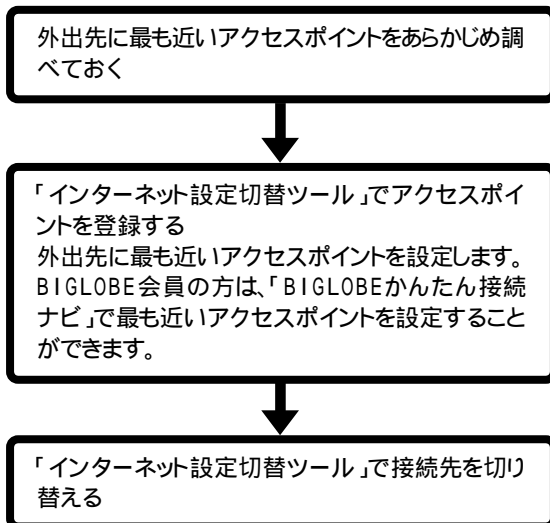 外出先に最も近いアクセスポイントをあらかじめ調
べておく
「インターネット設定切替ツール」でアクセスポイ
ントを登録する
外出先に最も近いアクセスポイントを設定します。
BIGLOBE会員の方は、「BIGLOBEかんたん接続
ナビ」で最も近いアクセスポイントを設定すること
ができます。
「インターネット設定切替ツール」で接続先を切り
替える